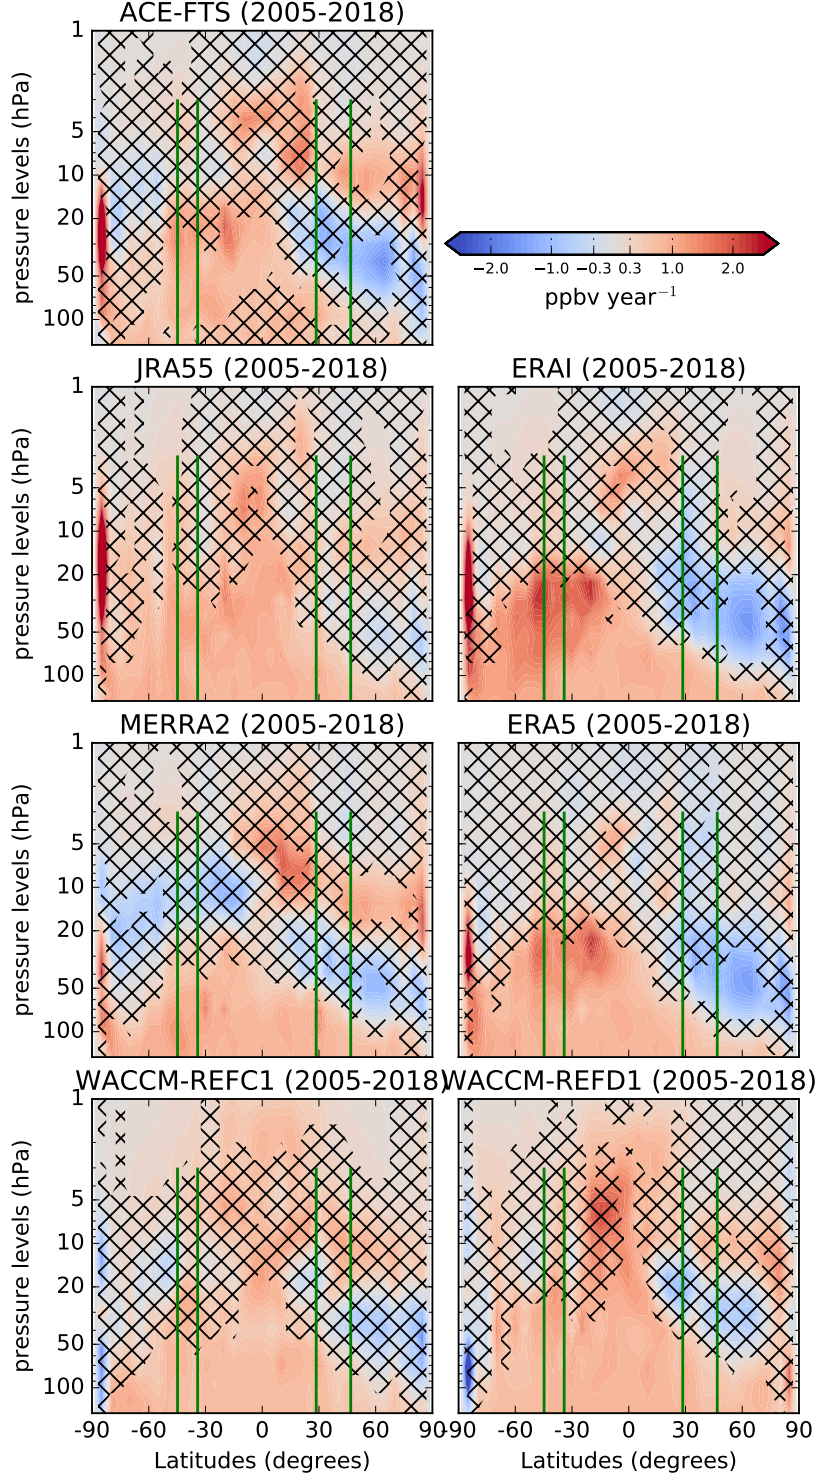 ACE-FTS (2005-2018)
1
5
10
20
50
100
pressure levels (hPa)
−2.0 −1.0 −0.3 0.3 1.0 2.0
ppbv year⁻¹
JRA55 (2005-2018) ERAI (2005-2018)
1
5
10
20
50
100
pressure levels (hPa)
MERRA2 (2005-2018) ERA5 (2005-2018)
1
5
10
20
50
100
pressure levels (hPa)
WACCM-REFC1 (2005-2018) WACCM-REFD1 (2005-2018)
1
5
10
20
50
100
pressure levels (hPa)
-90 -60 -30 0 30 60 90 -90 -60 -30 0 30 60 90
Latitudes (degrees) Latitudes (degrees)